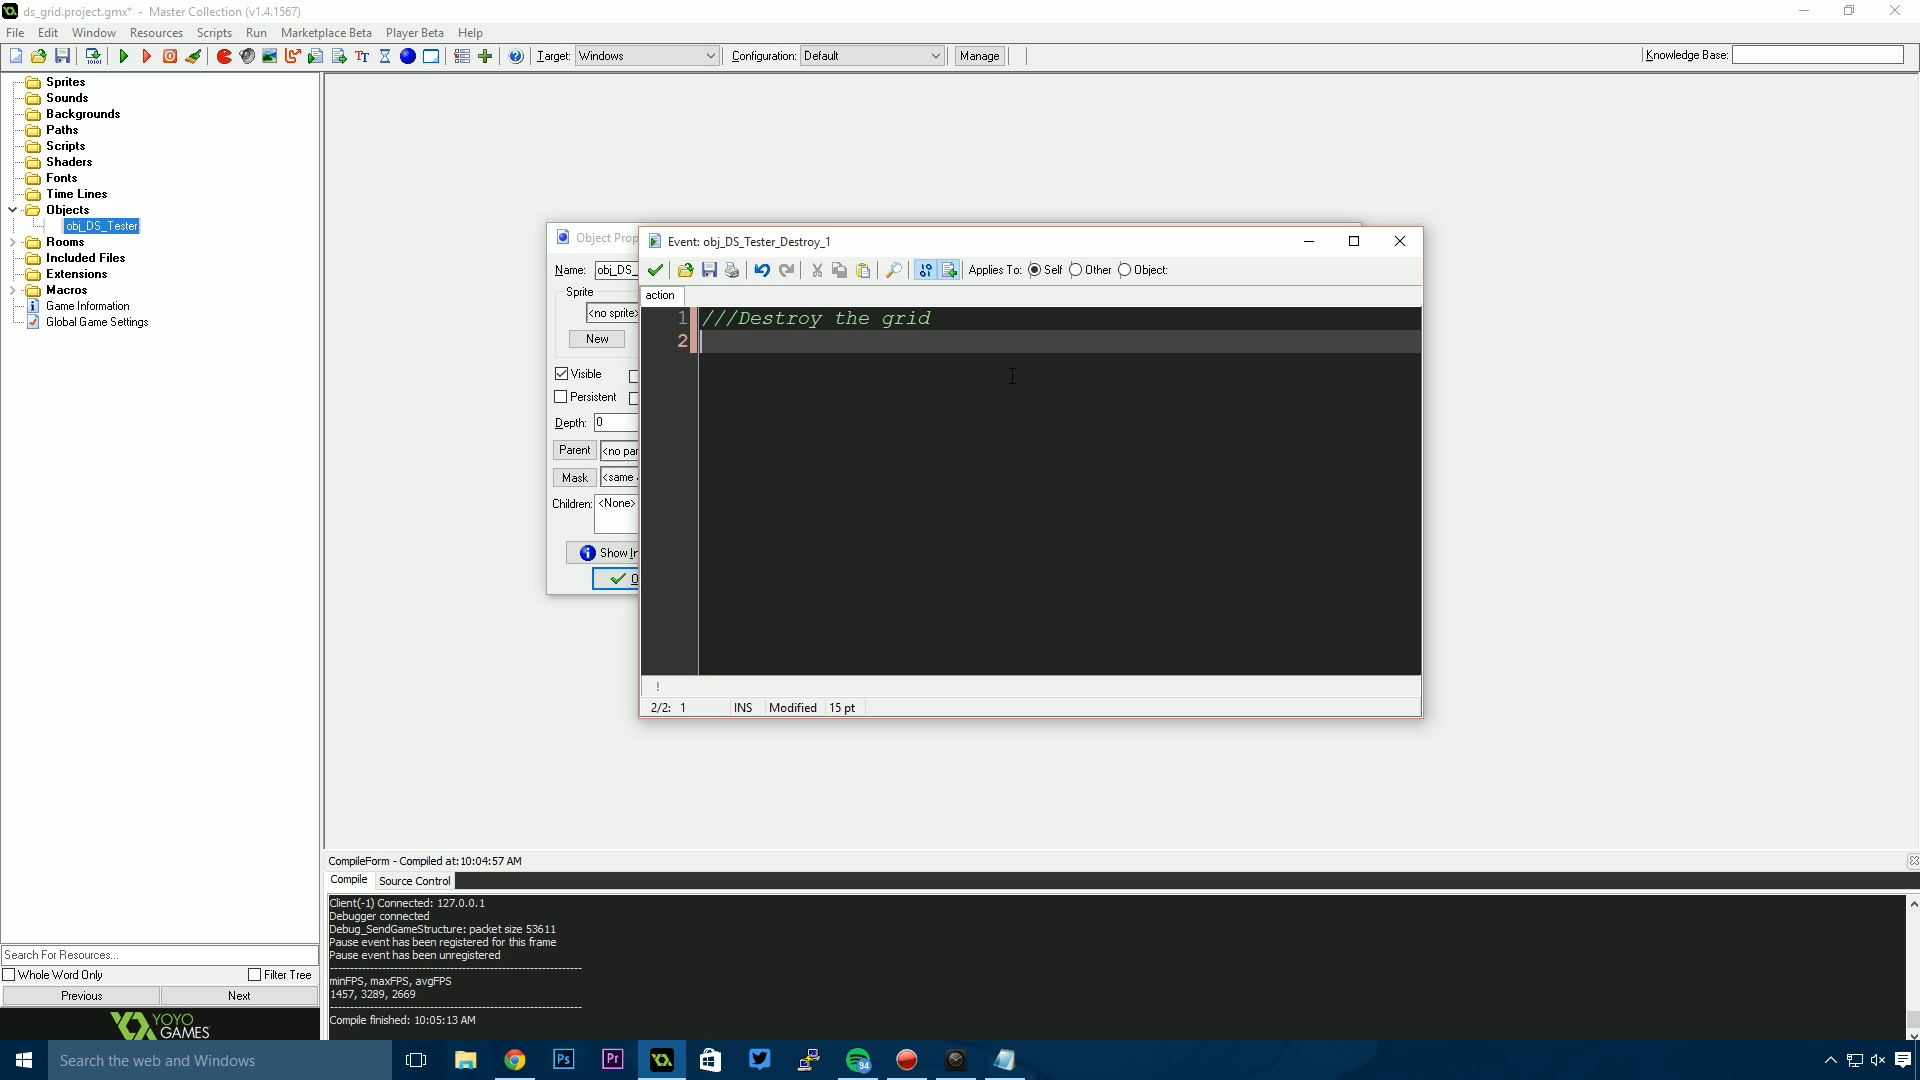 ds_grid.project.gmx* - Master Collection (v1.4.1567)
File Edit Window Resources Scripts Run Marketplace Beta Player Beta Help
Target: Windows Configuration: Default Manage Knowledge Base:
Sprites
Sounds
Backgrounds
Paths
Scripts
Shaders
Fonts
Time Lines
Objects
obj_DS_Tester
Rooms
Included Files
Extensions
Macros
Game Information
Global Game Settings
Search For Resources...
Whole Word Only Filter Tree
Previous Next
YOYO
GAMES
Object Prop
Name: obj_DS_
Sprite
<no sprite>
New
Visible
Persistent
Depth: 0
Parent <no par
Mask <same
Children: <None>
Show In
O
Event: obj_DS_Tester_Destroy_1
Applies To: Self Other Object:
action
1 ///Destroy the grid
2
!
2/2: 1 INS Modified 15 pt
CompileForm - Compiled at:10:04:57 AM
Compile Source Control
Client(-1) Connected: 127.0.0.1
Debugger connected
Debug_SendGameStructure: packet size 53611
Pause event has been registered for this frame
Pause event has been unregistered
minFPS, maxFPS, avgFPS
1457, 3289, 2669
Compile finished: 10:05:13 AM
Search the web and Windows
Ps
Pr
94